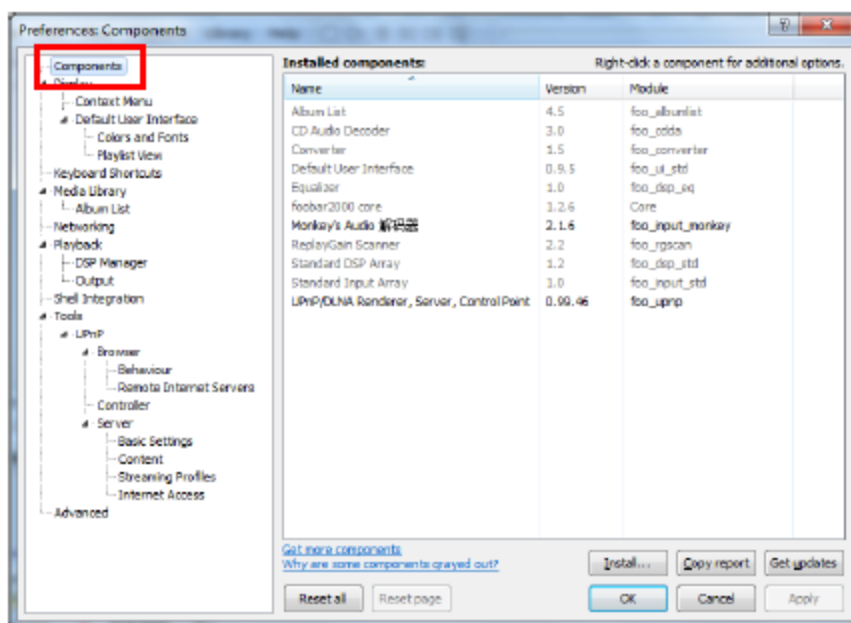 Preferences: Components
Components
Display
Context Menu
Default User Interface
Colors and Fonts
Playlist View
Keyboard Shortcuts
Media Library
Album List
Networking
Playback
DSP Manager
Output
Shell Integration
Tools
UPnP
Browser
Behaviour
Remote Internet Servers
Controller
Server
Basic Settings
Content
Streaming Profiles
Internet Access
Advanced
Installed components: Right-click a component for additional options.
Name Version Module
Album List 4.5 foo_albumlist
CD Audio Decoder 3.0 foo_cdda
Converter 1.5 foo_converter
Default User Interface 0.9.5 foo_ui_std
Equalizer 1.0 foo_dsp_eq
foobar2000 core 1.2.6 Core
Monkey's Audio 解码器 2.1.6 foo_input_monkey
ReplayGain Scanner 2.2 foo_rgscan
Standard DSP Array 1.2 foo_dsp_std
Standard Input Array 1.0 foo_input_std
UPnP/DLNA Renderer, Server, Control Point 0.99.46 foo_upnp
Get more components
Why are some components grayed out?
Install... Copy report Get updates
Reset all Reset page OK Cancel Apply